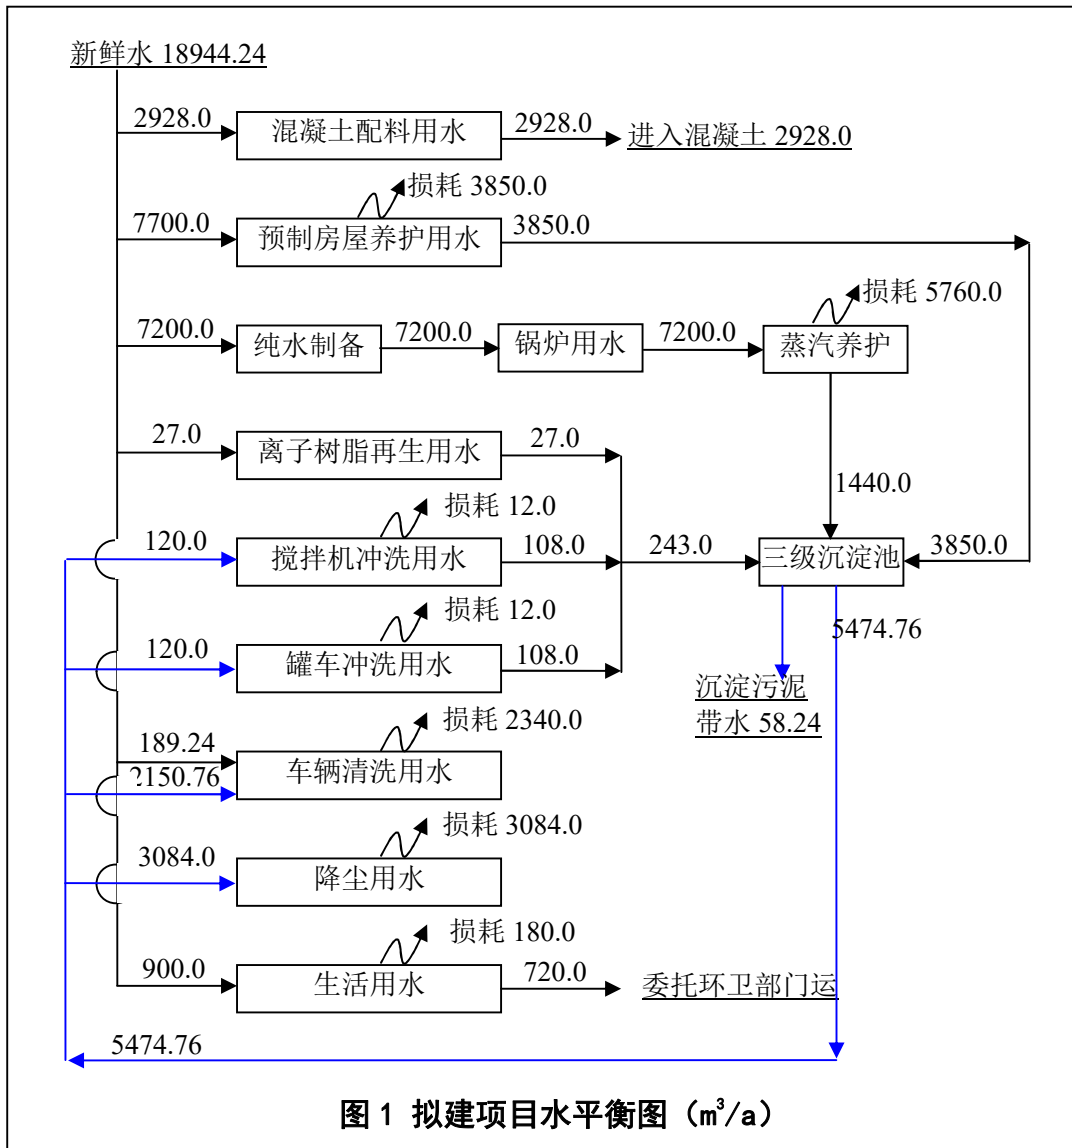 新鲜水 18944.24
2928.0
混凝土配料用水
2928.0
进入混凝土 2928.0
损耗 3850.0
7700.0
预制房屋养护用水
3850.0
损耗 5760.0
7200.0
纯水制备
7200.0
锅炉用水
7200.0
蒸汽养护
27.0
离子树脂再生用水
27.0
1440.0
损耗 12.0
120.0
搅拌机冲洗用水
108.0
243.0
三级沉淀池
3850.0
损耗 12.0
5474.76
120.0
罐车冲洗用水
108.0
沉淀污泥
带水 58.24
损耗 2340.0
189.24
车辆清洗用水
2150.76
损耗 3084.0
3084.0
降尘用水
损耗 180.0
900.0
生活用水
720.0
委托环卫部门运
5474.76
图 1 拟建项目水平衡图（m³/a）